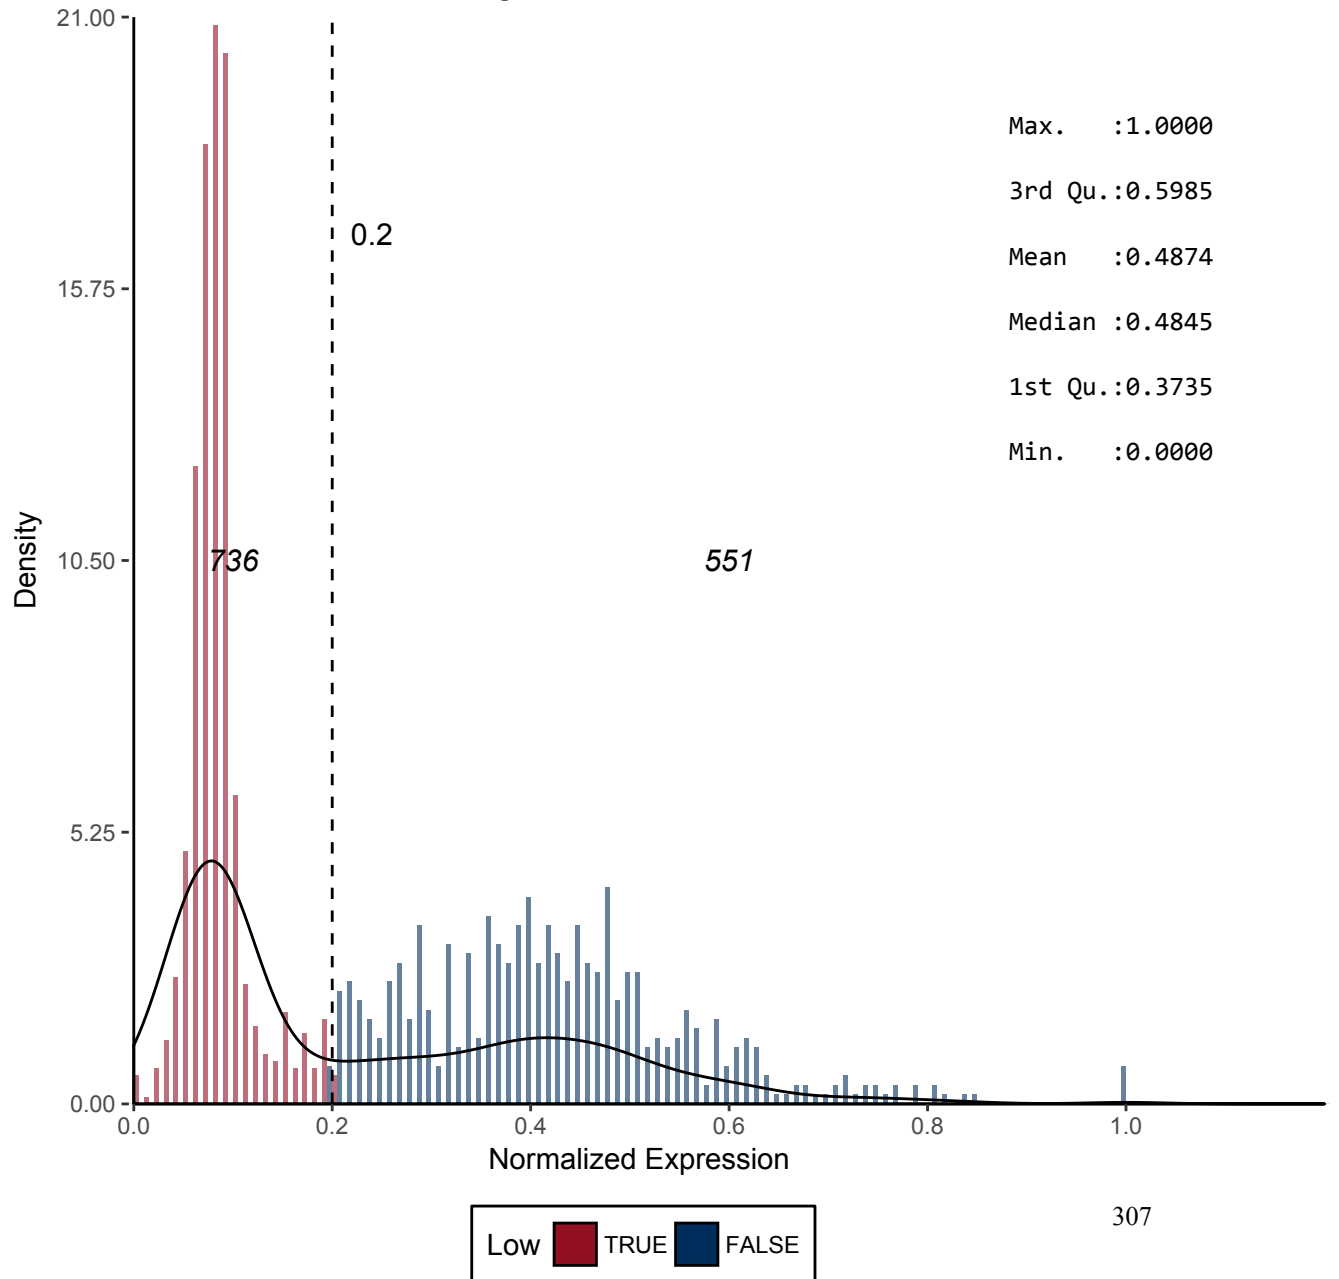 21.00
15.75
10.50
5.25
0.00
Density
0.2
736
551
Max.   :1.0000
3rd Qu.:0.5985
Mean   :0.4874
Median :0.4845
1st Qu.:0.3735
Min.   :0.0000
0.0 0.2 0.4 0.6 0.8 1.0
Normalized Expression
307
Low TRUE FALSE